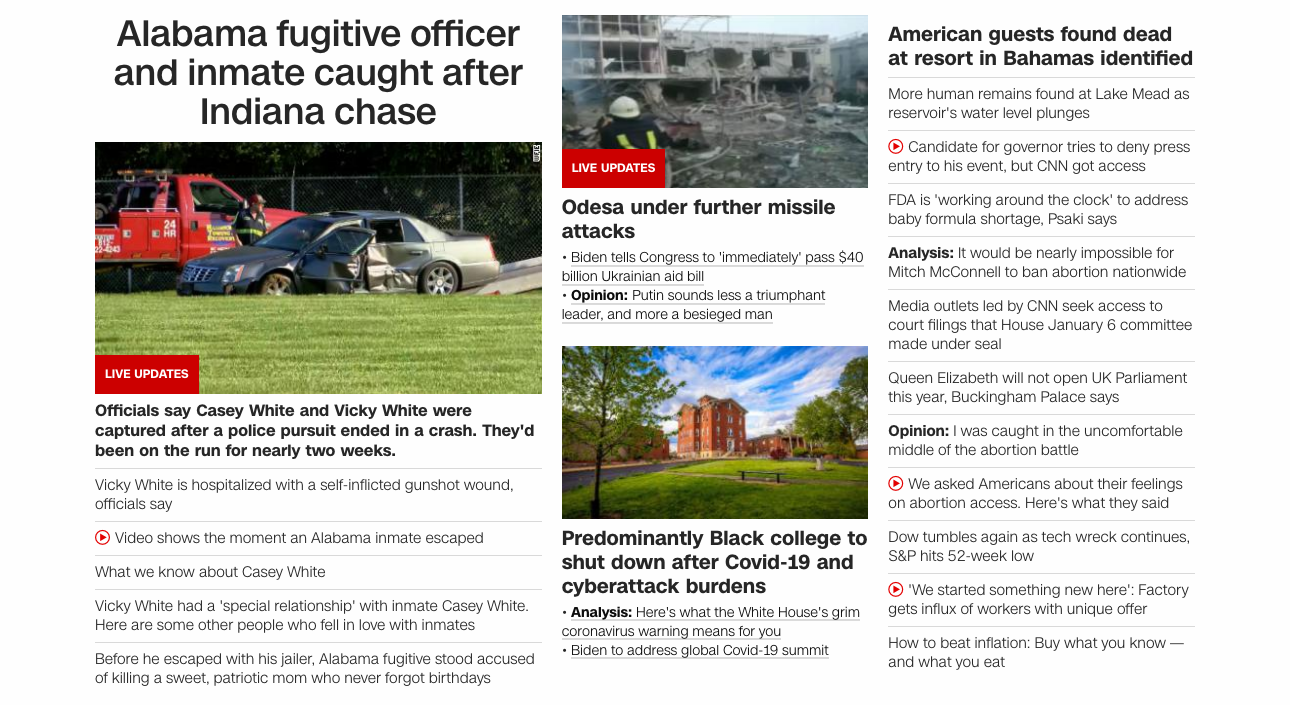 Alabama fugitive officer
and inmate caught after
Indiana chase
24
HR
LIVE UPDATES
Officials say Casey White and Vicky White were
captured after a police pursuit ended in a crash. They'd
been on the run for nearly two weeks.
Vicky White is hospitalized with a self-inflicted gunshot wound,
officials say
Video shows the moment an Alabama inmate escaped
What we know about Casey White
Vicky White had a 'special relationship' with inmate Casey White.
Here are some other people who fell in love with inmates
Before he escaped with his jailer, Alabama fugitive stood accused
of killing a sweet, patriotic mom who never forgot birthdays
LIVE UPDATES
Odesa under further missile
attacks
• Biden tells Congress to 'immediately' pass $40
billion Ukrainian aid bill
• Opinion: Putin sounds less a triumphant
leader, and more a besieged man
Predominantly Black college to
shut down after Covid-19 and
cyberattack burdens
• Analysis: Here's what the White House's grim
coronavirus warning means for you
• Biden to address global Covid-19 summit
American guests found dead
at resort in Bahamas identified
More human remains found at Lake Mead as
reservoir's water level plunges
Candidate for governor tries to deny press
entry to his event, but CNN got access
FDA is 'working around the clock' to address
baby formula shortage, Psaki says
Analysis: It would be nearly impossible for
Mitch McConnell to ban abortion nationwide
Media outlets led by CNN seek access to
court filings that House January 6 committee
made under seal
Queen Elizabeth will not open UK Parliament
this year, Buckingham Palace says
Opinion: I was caught in the uncomfortable
middle of the abortion battle
We asked Americans about their feelings
on abortion access. Here's what they said
Dow tumbles again as tech wreck continues,
S&P hits 52-week low
'We started something new here': Factory
gets influx of workers with unique offer
How to beat inflation: Buy what you know —
and what you eat